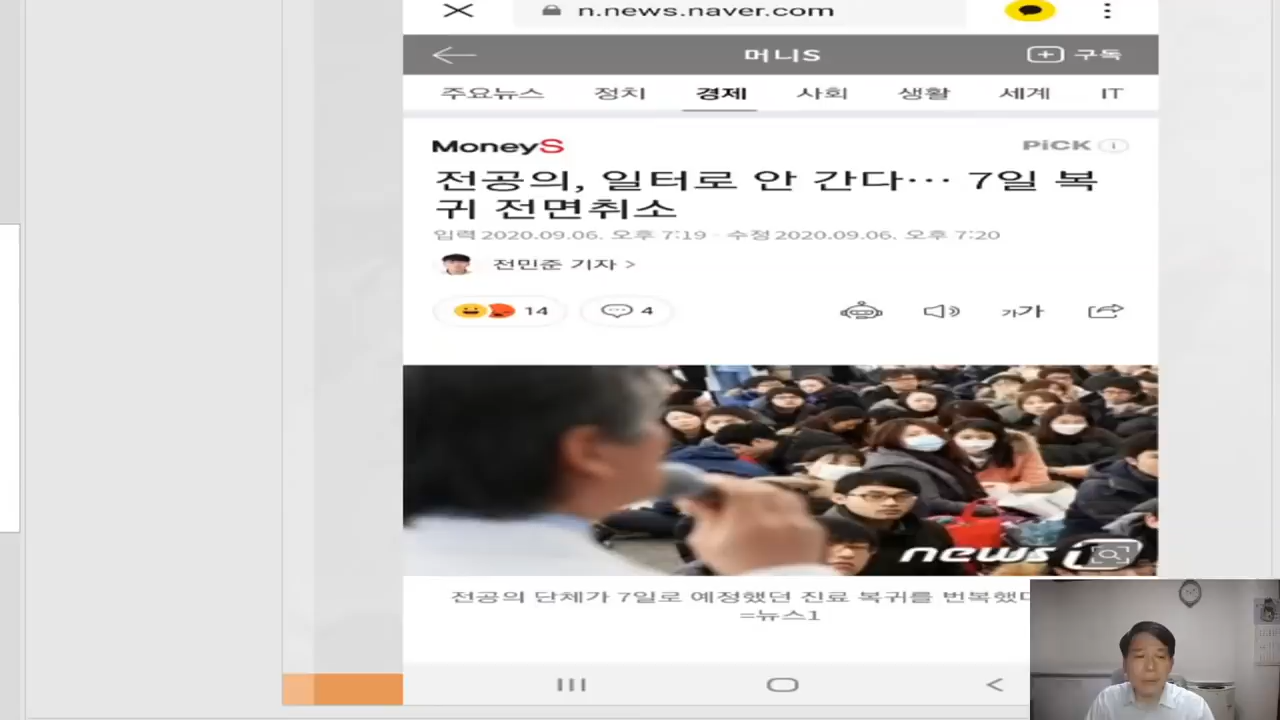 n.news.naver.com
머니S
구독
주요뉴스 정치 경제 사회 생활 세계 IT
MoneyS
PiCK
전공의, 일터로 안 간다… 7일 복
귀 전면취소
입력 2020.09.06. 오후 7:19 · 수정 2020.09.06. 오후 7:20
전민준 기자 >
14
4
가가
news1
전공의 단체가 7일로 예정했던 진료 복귀를 번복했다
=뉴스1